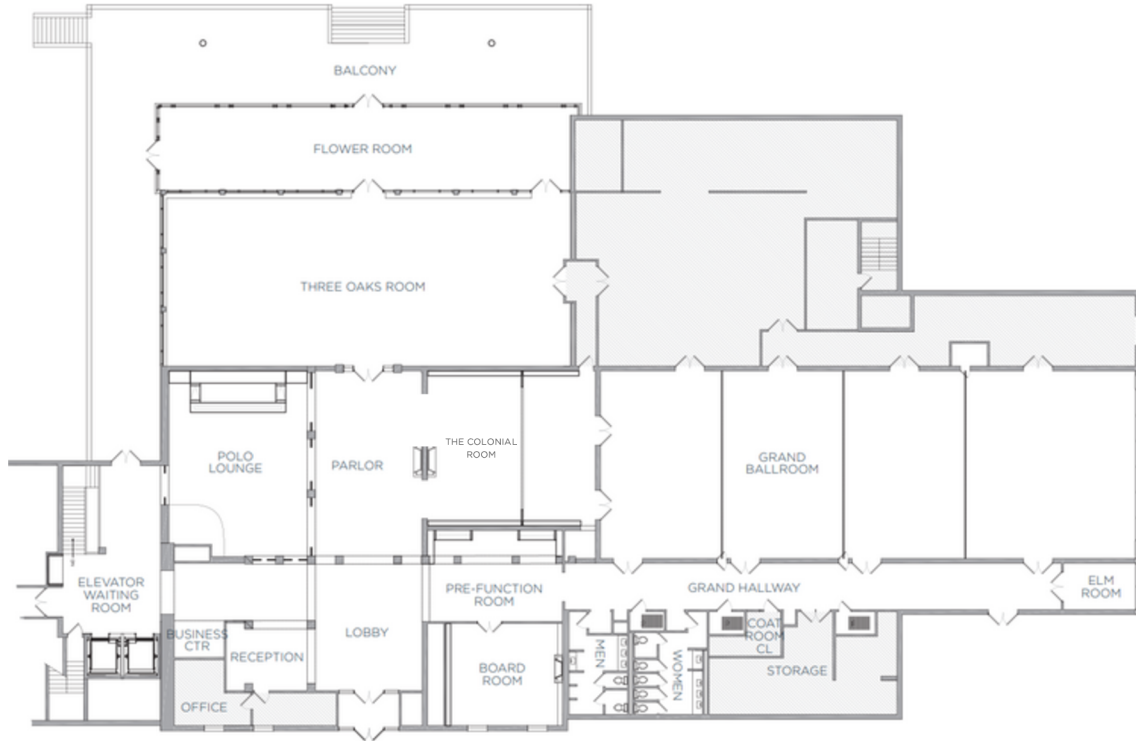 BALCONY
FLOWER ROOM
THREE OAKS ROOM
POLO
LOUNGE
PARLOR
THE COLONIAL
ROOM
GRAND
BALLROOM
ELEVATOR
WAITING
ROOM
PRE-FUNCTION
ROOM
GRAND HALLWAY
ELM
ROOM
BUSINESS
CTR
RECEPTION
LOBBY
BOARD
ROOM
MEN
WOMEN
COAT
ROOM
CL
STORAGE
OFFICE